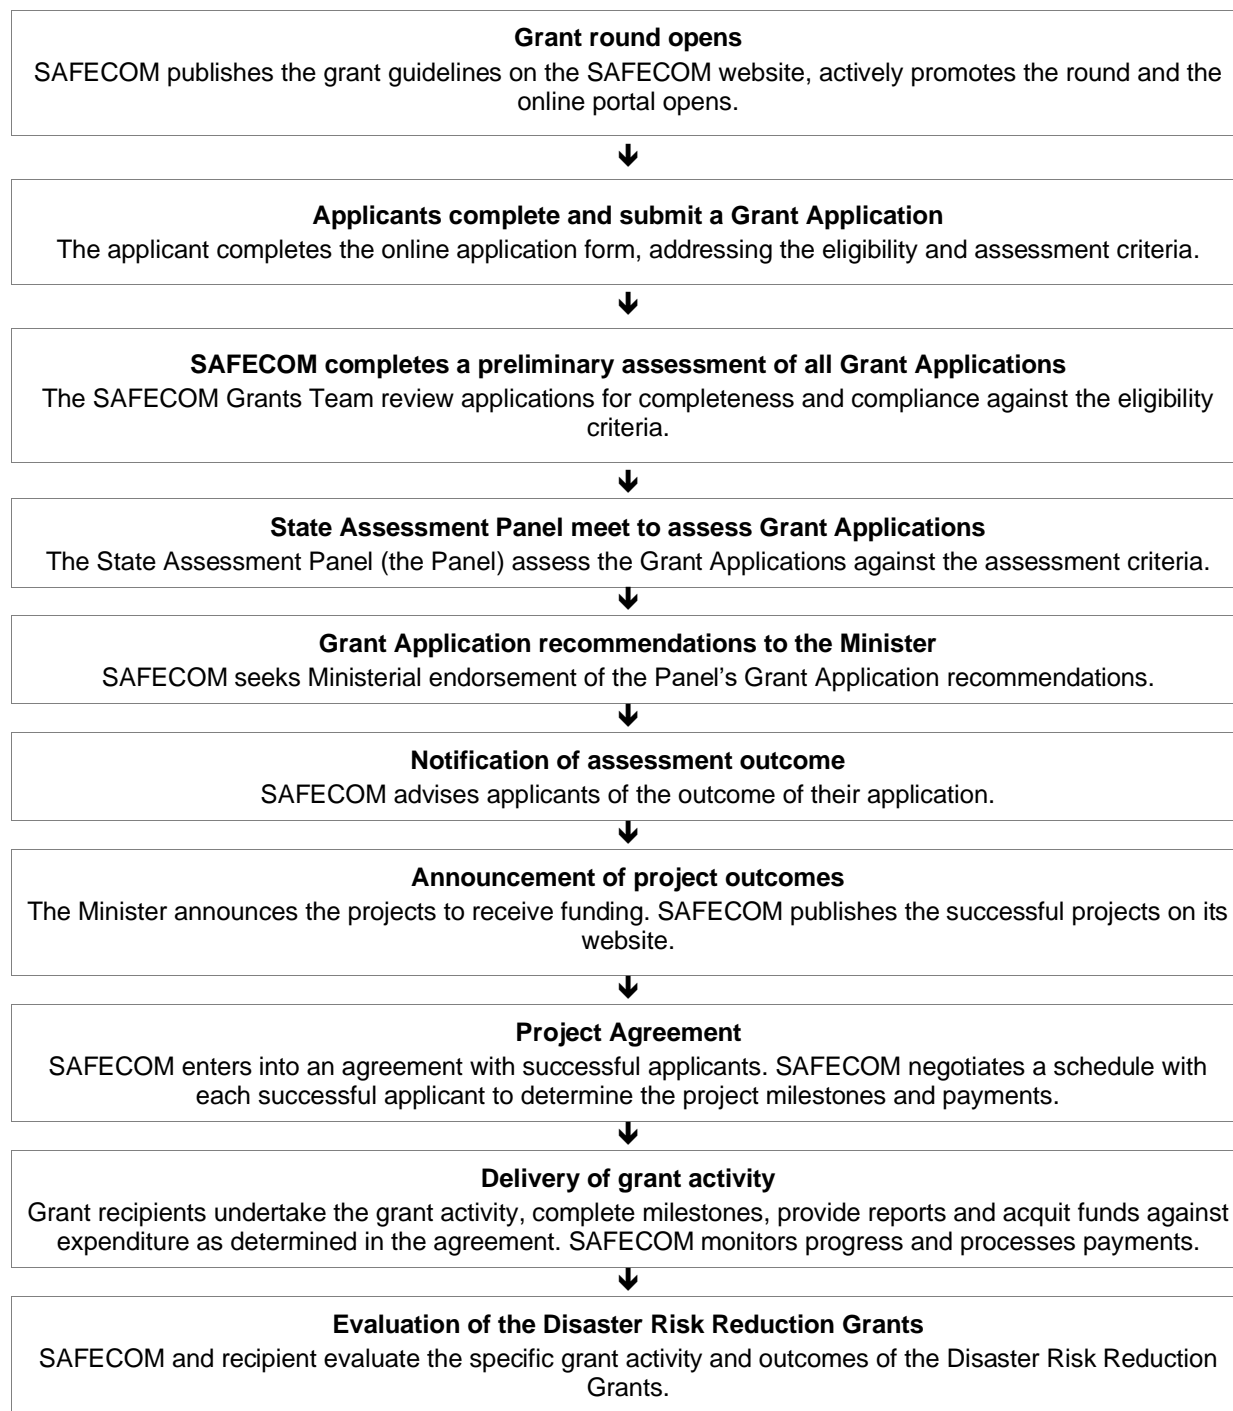 Grant round opens
SAFECOM publishes the grant guidelines on the SAFECOM website, actively promotes the round and the
online portal opens.
Applicants complete and submit a Grant Application
The applicant completes the online application form, addressing the eligibility and assessment criteria.
SAFECOM completes a preliminary assessment of all Grant Applications
The SAFECOM Grants Team review applications for completeness and compliance against the eligibility
criteria.
State Assessment Panel meet to assess Grant Applications
The State Assessment Panel (the Panel) assess the Grant Applications against the assessment criteria.
Grant Application recommendations to the Minister
SAFECOM seeks Ministerial endorsement of the Panel's Grant Application recommendations.
Notification of assessment outcome
SAFECOM advises applicants of the outcome of their application.
Announcement of project outcomes
The Minister announces the projects to receive funding. SAFECOM publishes the successful projects on its
website.
Project Agreement
SAFECOM enters into an agreement with successful applicants. SAFECOM negotiates a schedule with
each successful applicant to determine the project milestones and payments.
Delivery of grant activity
Grant recipients undertake the grant activity, complete milestones, provide reports and acquit funds against
expenditure as determined in the agreement. SAFECOM monitors progress and processes payments.
Evaluation of the Disaster Risk Reduction Grants
SAFECOM and recipient evaluate the specific grant activity and outcomes of the Disaster Risk Reduction
Grants.